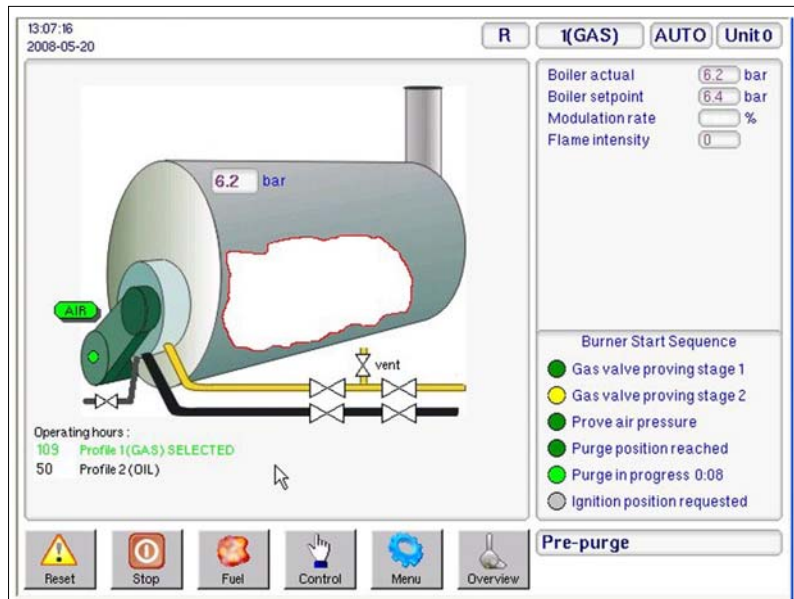 13:07:16
2008-05-20
R
1(GAS)
AUTO
Unit 0
6.2 bar
AIR
vent
Operating hours :
109 Profile 1(GAS) SELECTED
50 Profile 2 (OIL)
Boiler actual 6.2 bar
Boiler setpoint 6.4 bar
Modulation rate %
Flame intensity 0
Burner Start Sequence
Gas valve proving stage 1
Gas valve proving stage 2
Prove air pressure
Purge position reached
Purge in progress 0:08
Ignition position requested
Pre-purge
Reset
Stop
Fuel
Control
Menu
Overview